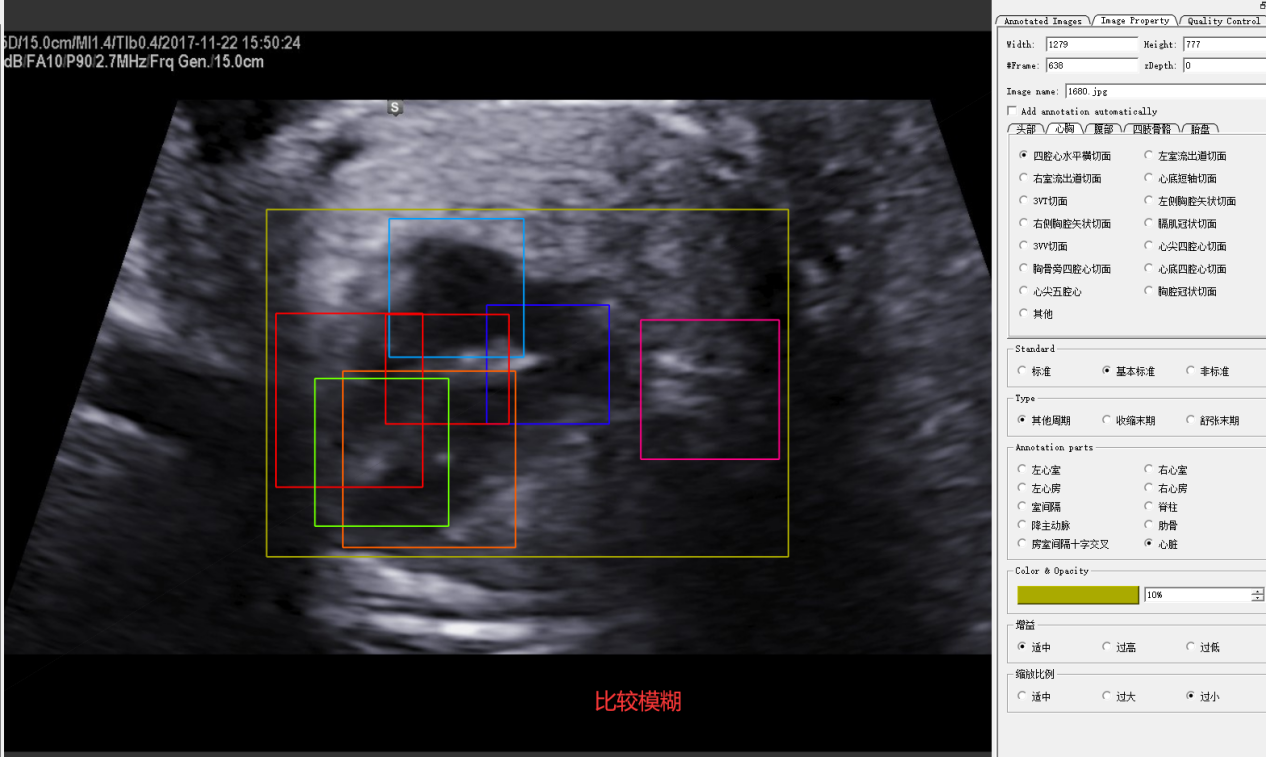 5D/15.0cm/MI1.4/TIb0.4/2017-11-22 15:50:24
dB/FA10/P90/2.7MHz/Frq Gen./15.0cm
S
比较模糊
Annotated Images
Image Property
Quality Control
Width: 1279 Height: 777
#Frame: 638 zDepth: 0
Image name: 1680.jpg
Add annotation automatically
头部 心胸 腹部 四肢骨骼 胎盘
四腔心水平横切面 左室流出道切面
右室流出道切面 心底短轴切面
3VT切面 左侧胸腔矢状切面
右侧胸腔矢状切面 膈肌冠状切面
3VV切面 心尖四腔心切面
胸骨旁四腔心切面 心底四腔心切面
心尖五腔心 胸腔冠状切面
其他
Standard
标准 基本标准 非标准
Type
其他周期 收缩末期 舒张末期
Annotation parts
左心室 右心室
左心房 右心房
室间隔 脊柱
降主动脉 肋骨
房室间隔十字交叉 心脏
Color & Opacity
10%
增益
适中 过高 过低
缩放比例
适中 过大 过小